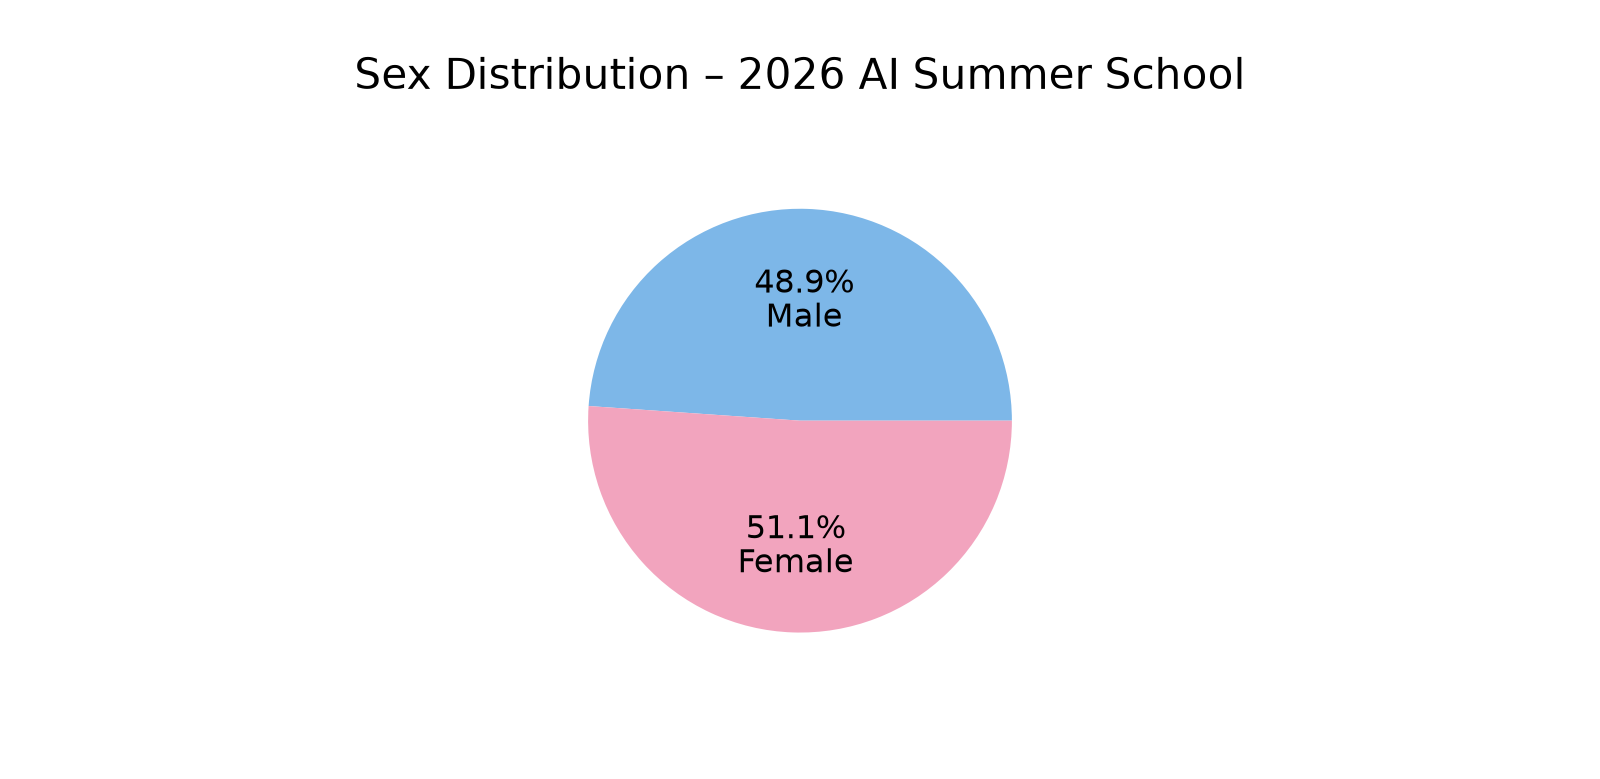 Sex Distribution – 2026 AI Summer School
48.9%
Male
51.1%
Female